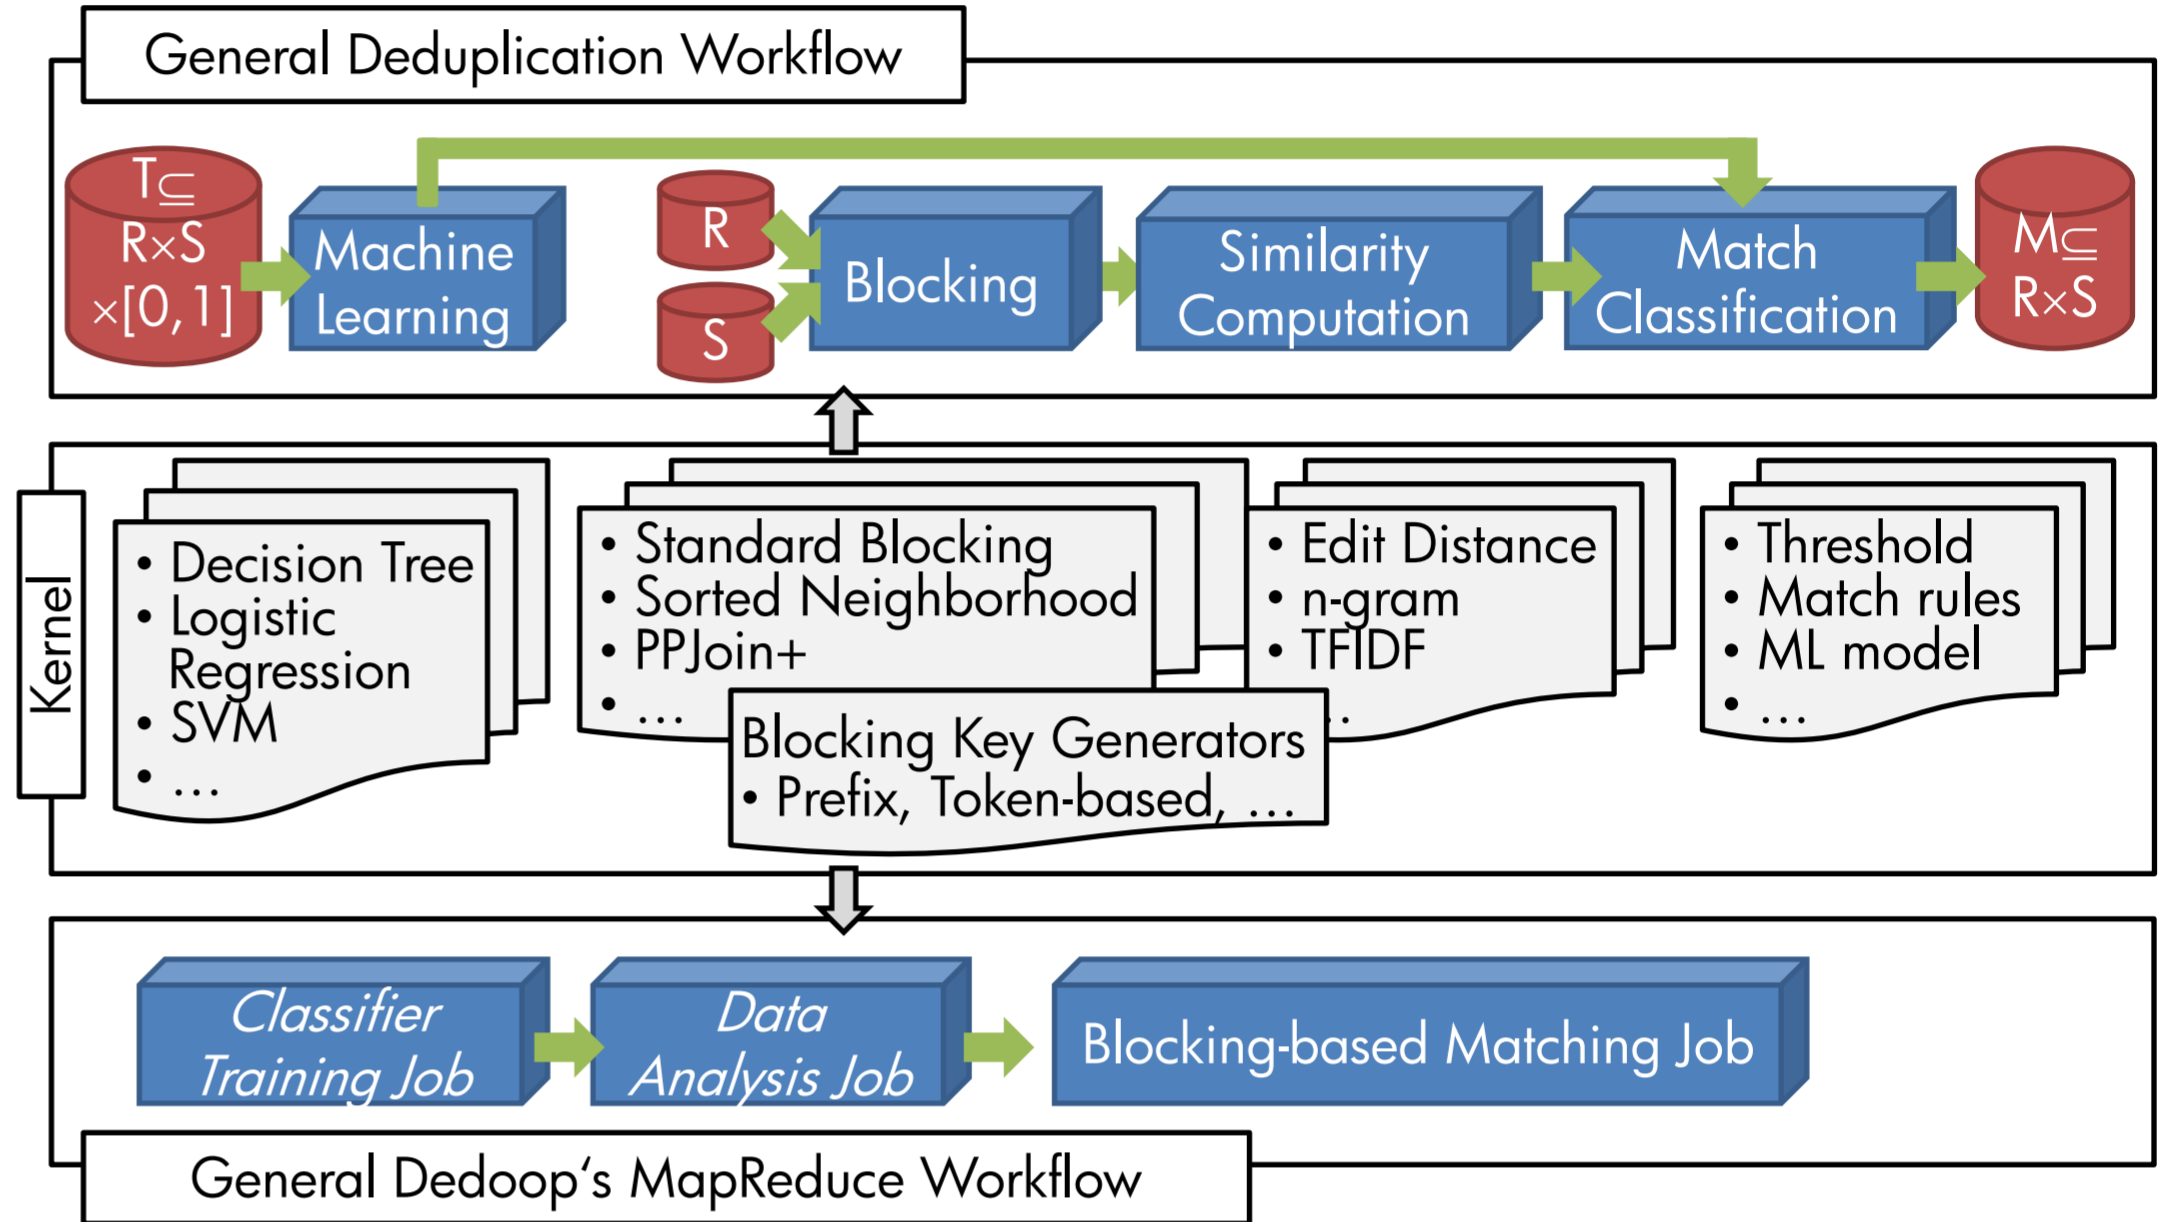 General Deduplication Workflow
T⊆
R×S
×[0,1]
Machine
Learning
R
S
Blocking
Similarity
Computation
Match
Classification
M⊆
R×S
Kernel
• Decision Tree
• Logistic
Regression
• SVM
• ...
• Standard Blocking
• Sorted Neighborhood
• PPJoin+
• ...
Blocking Key Generators
• Prefix, Token-based, ...
• Edit Distance
• n-gram
• TFIDF
..
• Threshold
• Match rules
• ML model
• ...
Classifier
Training Job
Data
Analysis Job
Blocking-based Matching Job
General Dedoop‘s MapReduce Workflow